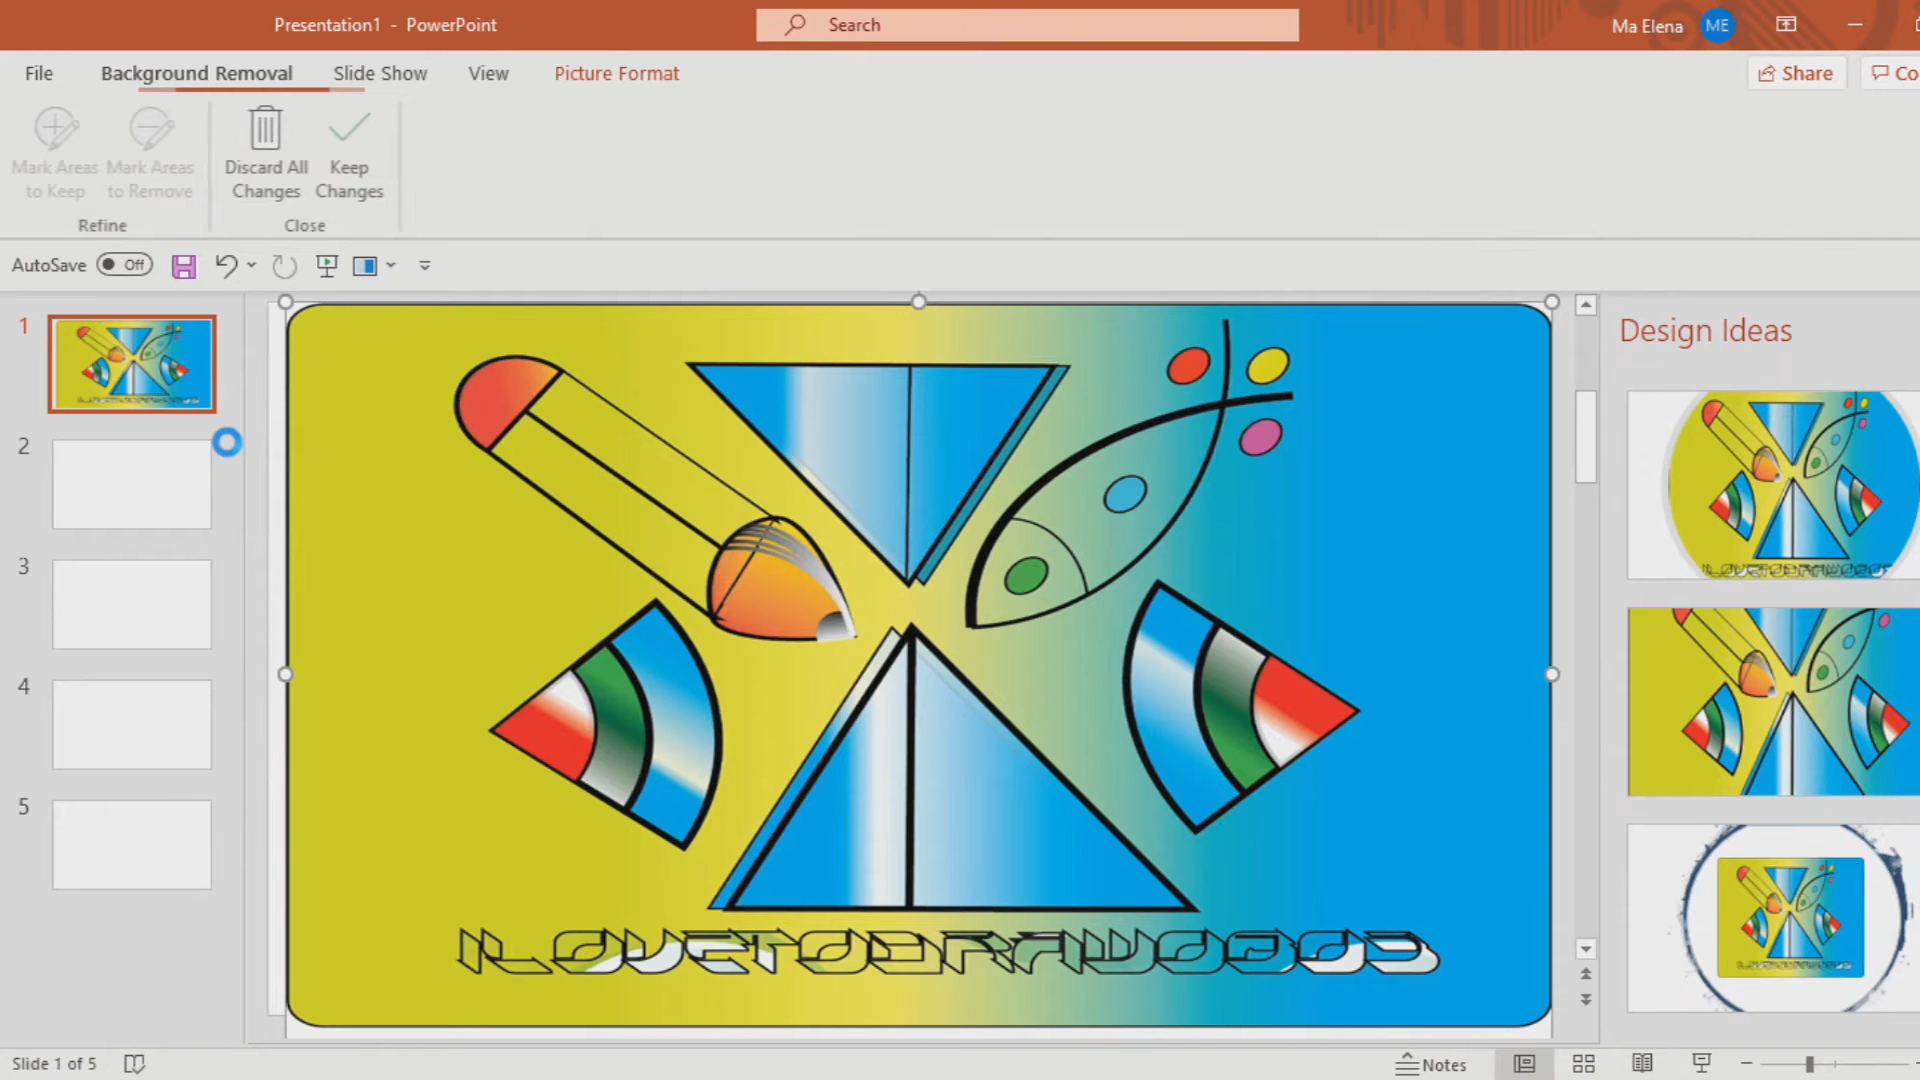 Presentation1 - PowerPoint
Search
Ma Elena
ME
File
Background Removal
Slide Show
View
Picture Format
Share
Co
Mark Areas to Keep
Mark Areas to Remove
Discard All Changes
Keep Changes
Refine
Close
AutoSave
Off
1
2
3
4
5
Design Ideas
ILOVETODRAWOBOS
Slide 1 of 5
Notes